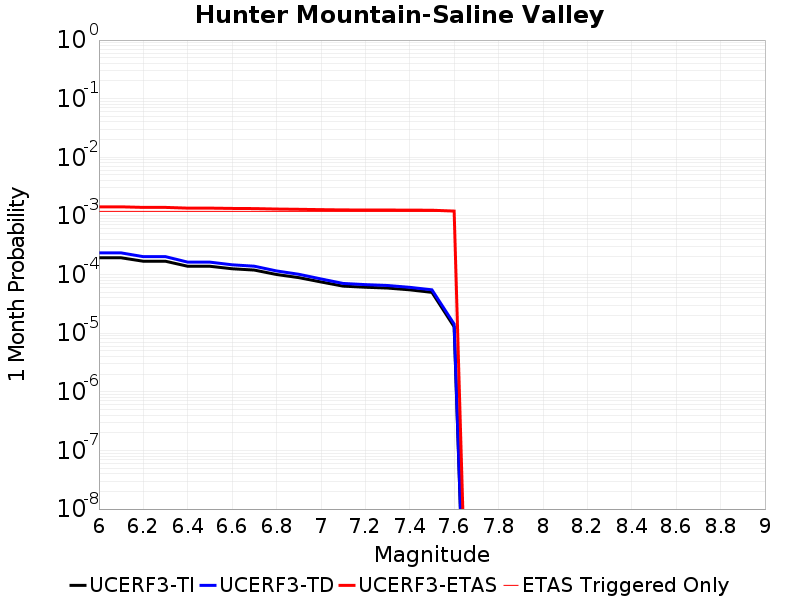 Hunter Mountain-Saline Valley
1 Month Probability
10^0
10^-1
10^-2
10^-3
10^-4
10^-5
10^-6
10^-7
10^-8
6 6.2 6.4 6.6 6.8 7 7.2 7.4 7.6 7.8 8 8.2 8.4 8.6 8.8 9
Magnitude
UCERF3-TI UCERF3-TD UCERF3-ETAS ETAS Triggered Only